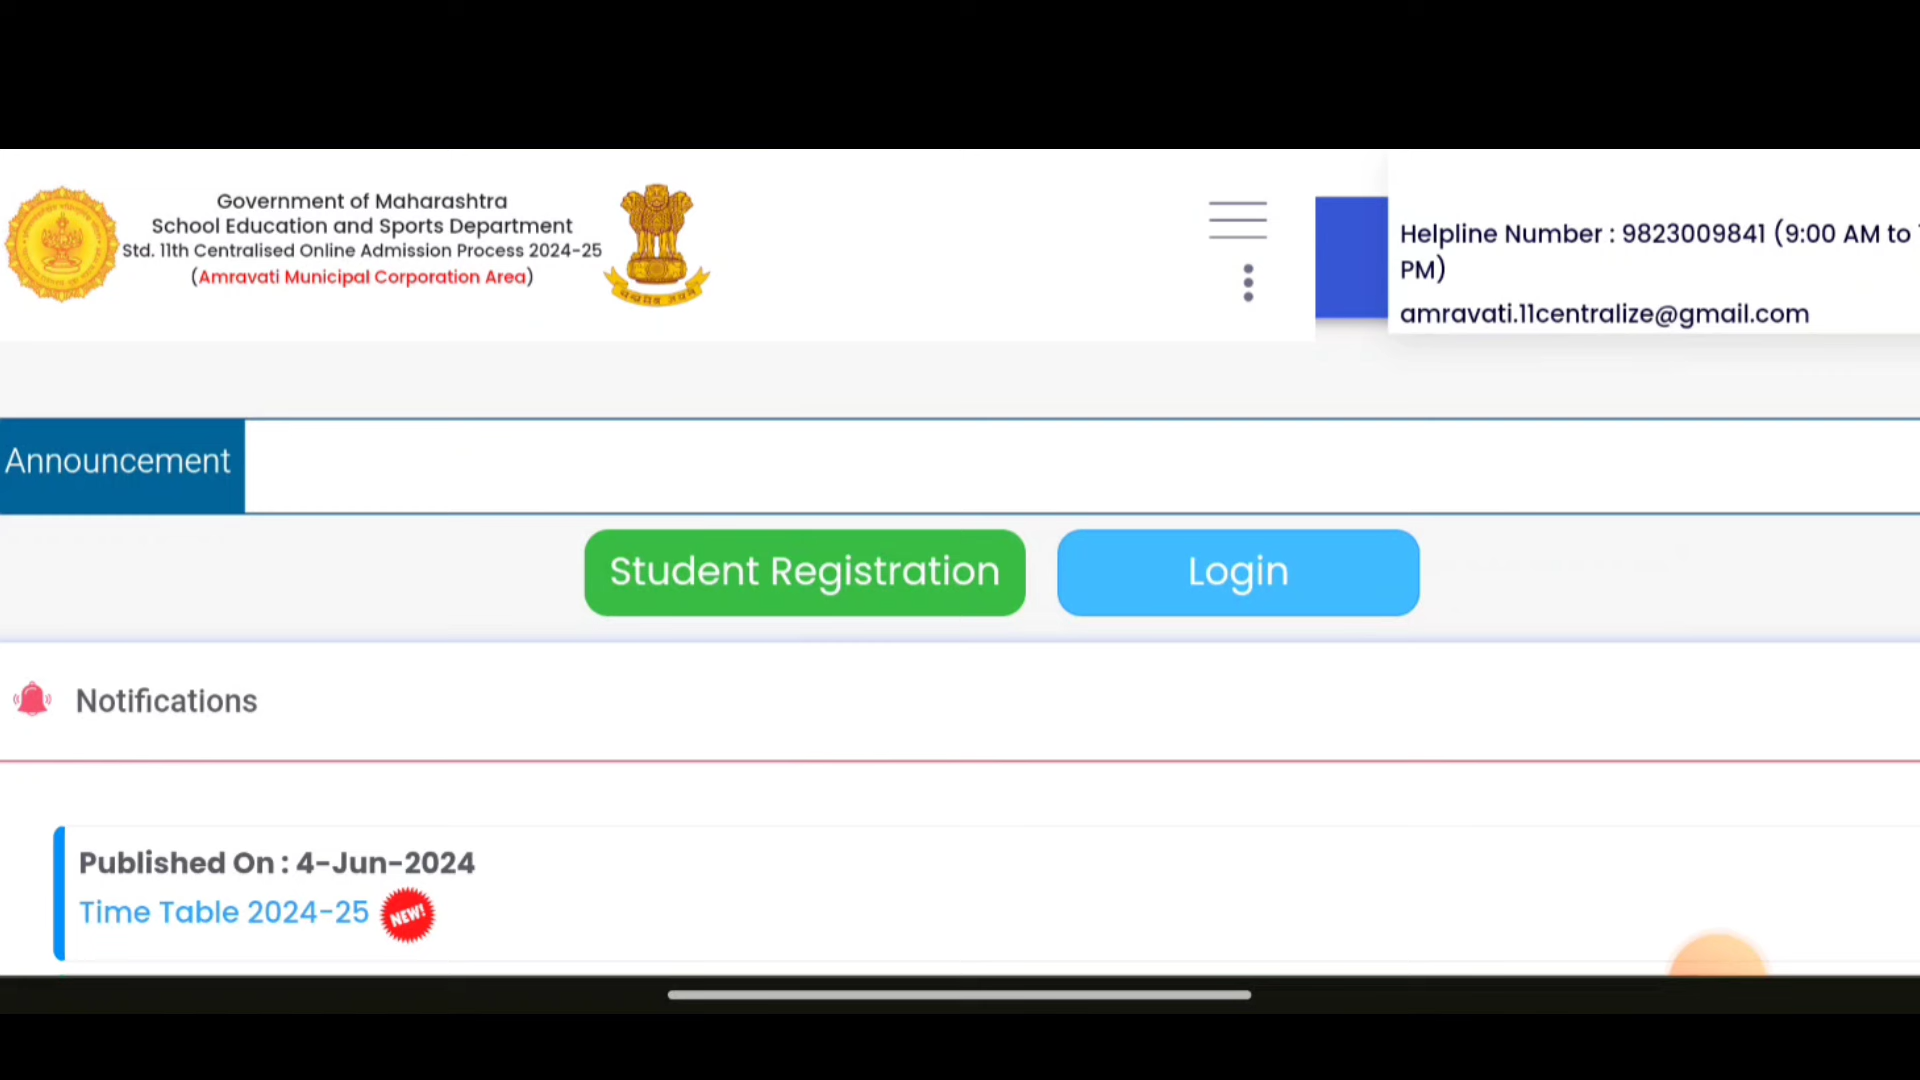 Government of Maharashtra
School Education and Sports Department
Std. 11th Centralised Online Admission Process 2024-25
(Amravati Municipal Corporation Area)
Helpline Number : 9823009841 (9:00 AM to
PM)
amravati.11centralize@gmail.com
Announcement
Student Registration
Login
Notifications
Published On : 4-Jun-2024
Time Table 2024-25
NEW!